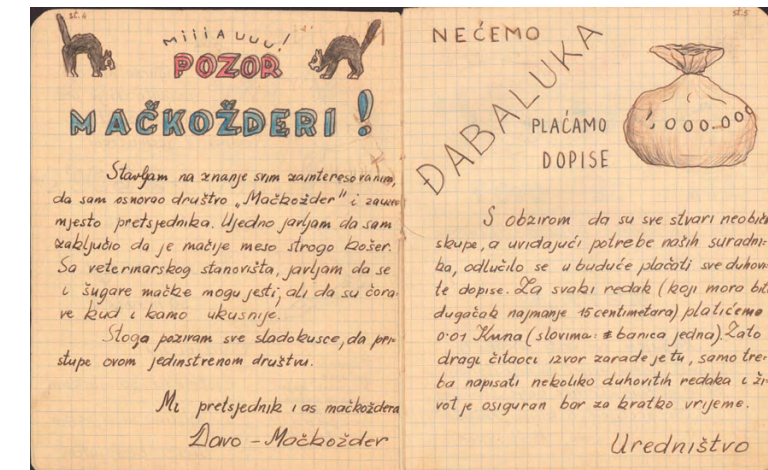 st. 4
MiiiAUUU!
POZOR
MAČKOŽDERI!
Stavljam na znanje svim zainteresovanim,
da sam osnovao društvo „Mačkožder" i zauzeo
mjesto pretsjednika. Ujedno javljam da sam
zaključio da je mačije meso strogo košer.
Sa veterinarskog stanovišta, javljam da se
i šugave mačke mogu jesti, ali da su ćora-
ve kud i kamo ukusnije.
Stoga pozivam sve sladokusce, da pri-
stupe ovom jedinstvenom društvu.
Mi pretsjednik i as mačkoždera
Davo - Mačkožder
st. 5
NEĆEMO
ĐABALUKA
PLAĆAMO
DOPISE
000.000
S obzirom da su sve stvari neobič
skupe, a uviđajući potrebe naših suradni-
ka, odlučilo se u buduće plaćati sve duhovi-
te dopise. Za svaki redak (koji mora biti
dugačak najmanje 15 centimetara) platićemo
0·01 Kuna (slovima: banica jedna). Zato
dragi čitaoci izvor zarade je tu, samo tre-
ba napisati nekoliko duhovitih redaka i ži-
vot je osiguran bar za kratko vrijeme.
Uredništvo